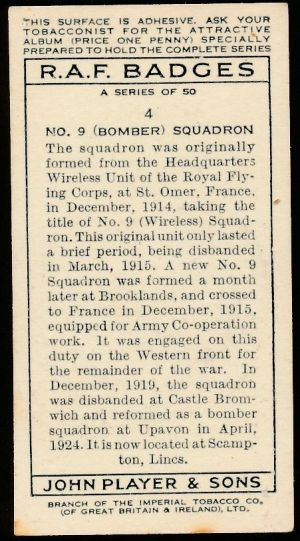 THIS SURFACE IS ADHESIVE. ASK YOUR
TOBACCONIST FOR THE ATTRACTIVE
ALBUM (PRICE ONE PENNY) SPECIALLY
PREPARED TO HOLD THE COMPLETE SERIES
R.A.F. BADGES
A SERIES OF 50
4
NO. 9 (BOMBER) SQUADRON
The squadron was originally
formed from the Headquarters
Wireless Unit of the Royal Fly-
ing Corps, at St. Omer, France,
in December, 1914, taking the
title of No. 9 (Wireless) Squad-
ron. This original unit only lasted
a brief period, being disbanded
in March, 1915. A new No. 9
Squadron was formed a month
later at Brooklands, and crossed
to France in December, 1915,
equipped for Army Co-operation
work. It was engaged on this
duty on the Western front for
the remainder of the war. In
December, 1919, the squadron
was disbanded at Castle Brom-
wich and reformed as a bomber
squadron at Upavon in April,
1924. It is now located at Scamp-
ton, Lincs.
JOHN PLAYER & SONS
BRANCH OF THE IMPERIAL TOBACCO CO.
(OF GREAT BRITAIN & IRELAND), LTD.